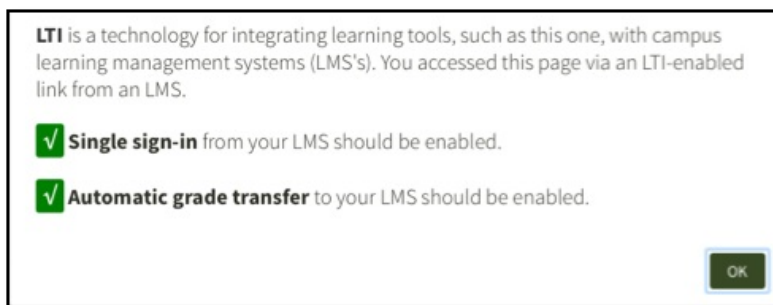 LTI is a technology for integrating learning tools, such as this one, with campus
learning management systems (LMS's). You accessed this page via an LTI-enabled
link from an LMS.
√ Single sign-in from your LMS should be enabled.
√ Automatic grade transfer to your LMS should be enabled.
OK